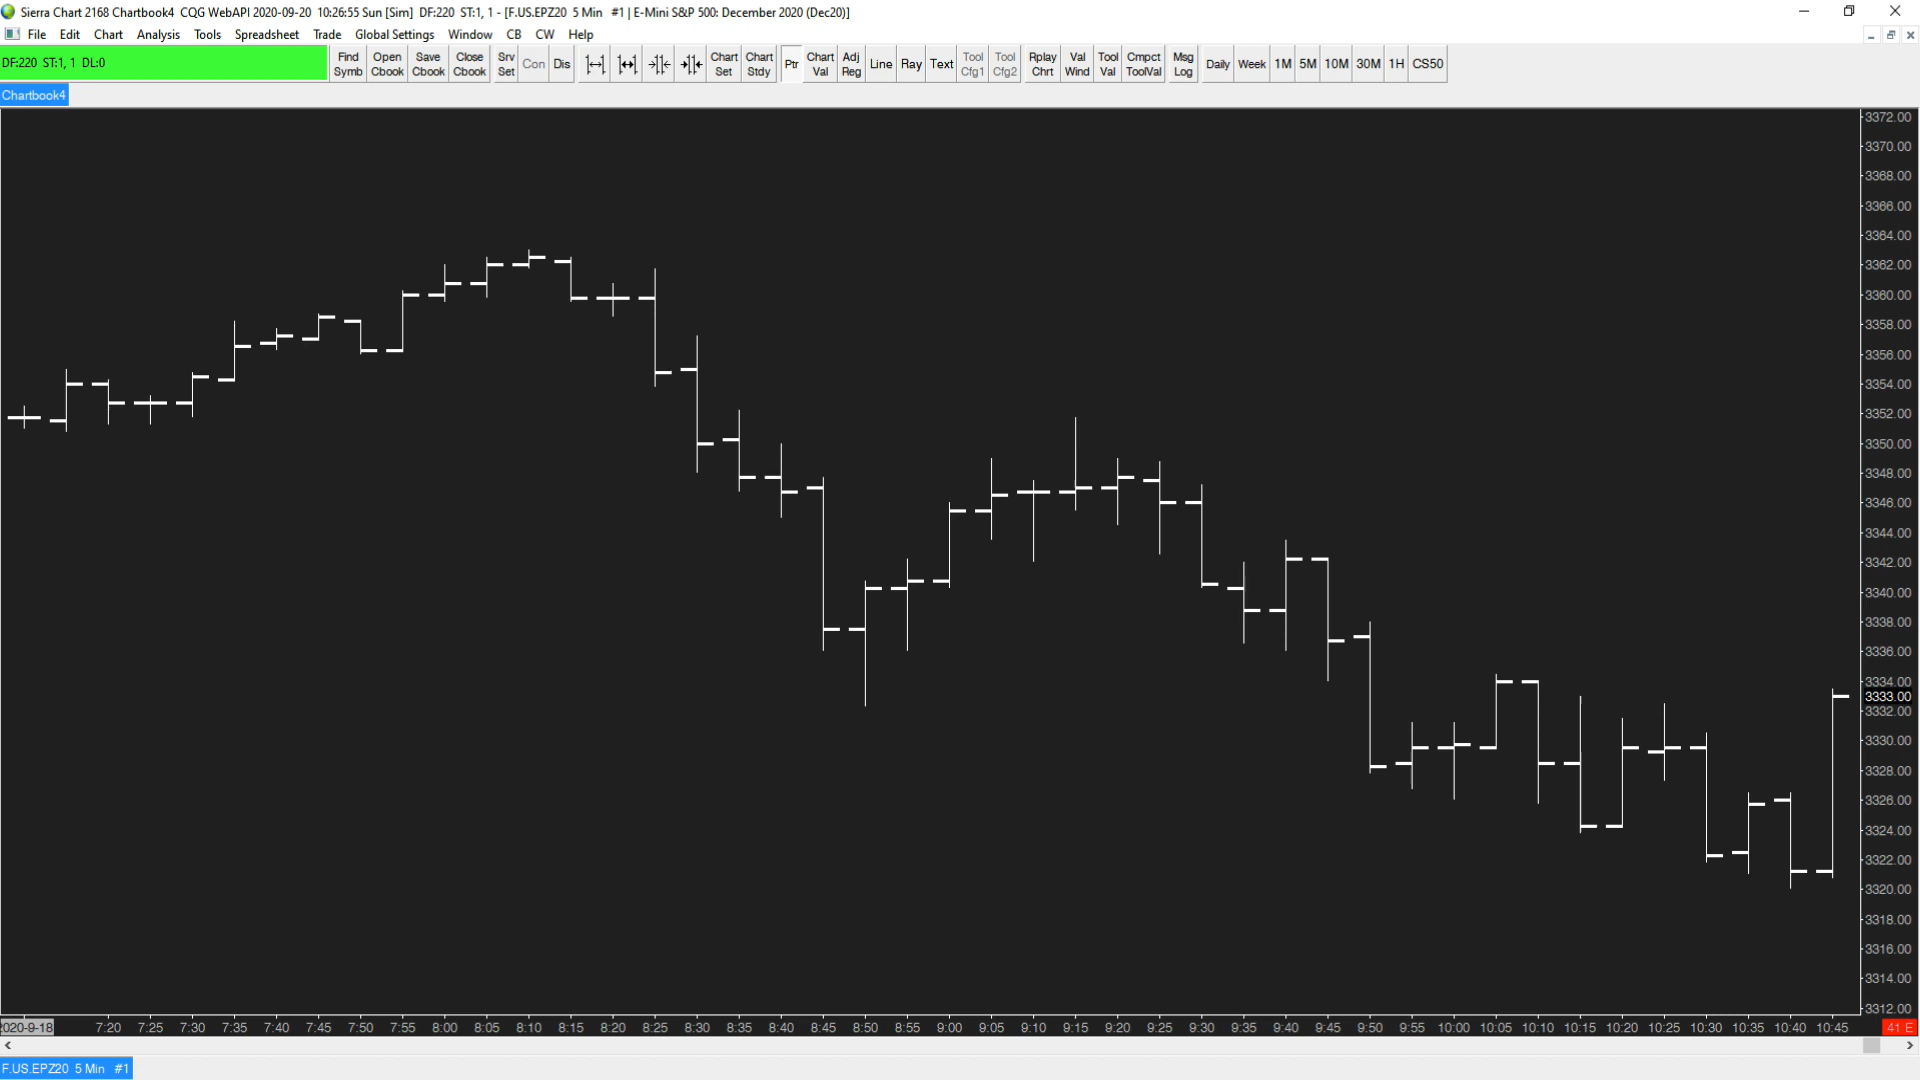 Sierra Chart 2168 Chartbook4  CQG WebAPI 2020-09-20  10:26:55 Sun [Sim]  DF:220  ST:1, 1 - [F.US.EPZ20  5 Min   #1 | E-Mini S&P 500: December 2020 (Dec20)]
File Edit Chart Analysis Tools Spreadsheet Trade Global Settings Window CB CW Help
DF:220  ST:1, 1  DL:0
Find Symb
Open Cbook
Save Cbook
Close Cbook
Srv Set
Con
Dis
Chart Set
Chart Stdy
Ptr
Chart Val
Adj Reg
Line
Ray
Text
Tool Cfg1
Tool Cfg2
Rplay Chrt
Val Wind
Tool Val
Cmpct ToolVal
Msg Log
Daily
Week
1M
5M
10M
30M
1H
CS50
Chartbook4
3372.00
3370.00
3368.00
3366.00
3364.00
3362.00
3360.00
3358.00
3356.00
3354.00
3352.00
3350.00
3348.00
3346.00
3344.00
3342.00
3340.00
3338.00
3336.00
3334.00
3333.00
3332.00
3330.00
3328.00
3326.00
3324.00
3322.00
3320.00
3318.00
3316.00
3314.00
3312.00
2020-9-18 7:20 7:25 7:30 7:35 7:40 7:45 7:50 7:55 8:00 8:05 8:10 8:15 8:20 8:25 8:30 8:35 8:40 8:45 8:50 8:55 9:00 9:05 9:10 9:15 9:20 9:25 9:30 9:35 9:40 9:45 9:50 9:55 10:00 10:05 10:10 10:15 10:20 10:25 10:30 10:35 10:40 10:45 41 E
F.US.EPZ20  5 Min   #1